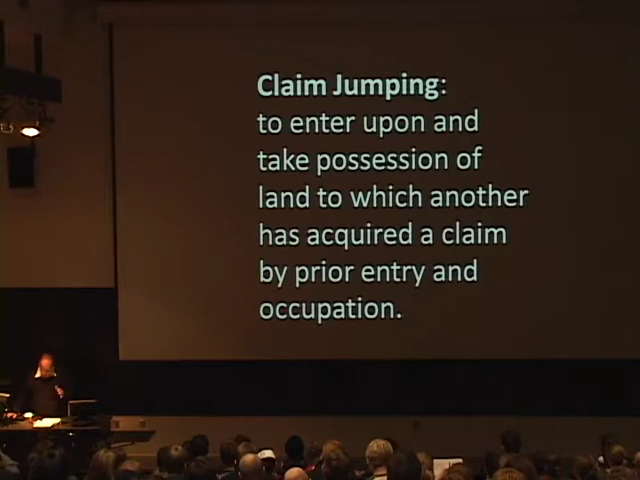 Claim Jumping:
to enter upon and
take possession of
land to which another
has acquired a claim
by prior entry and
occupation.